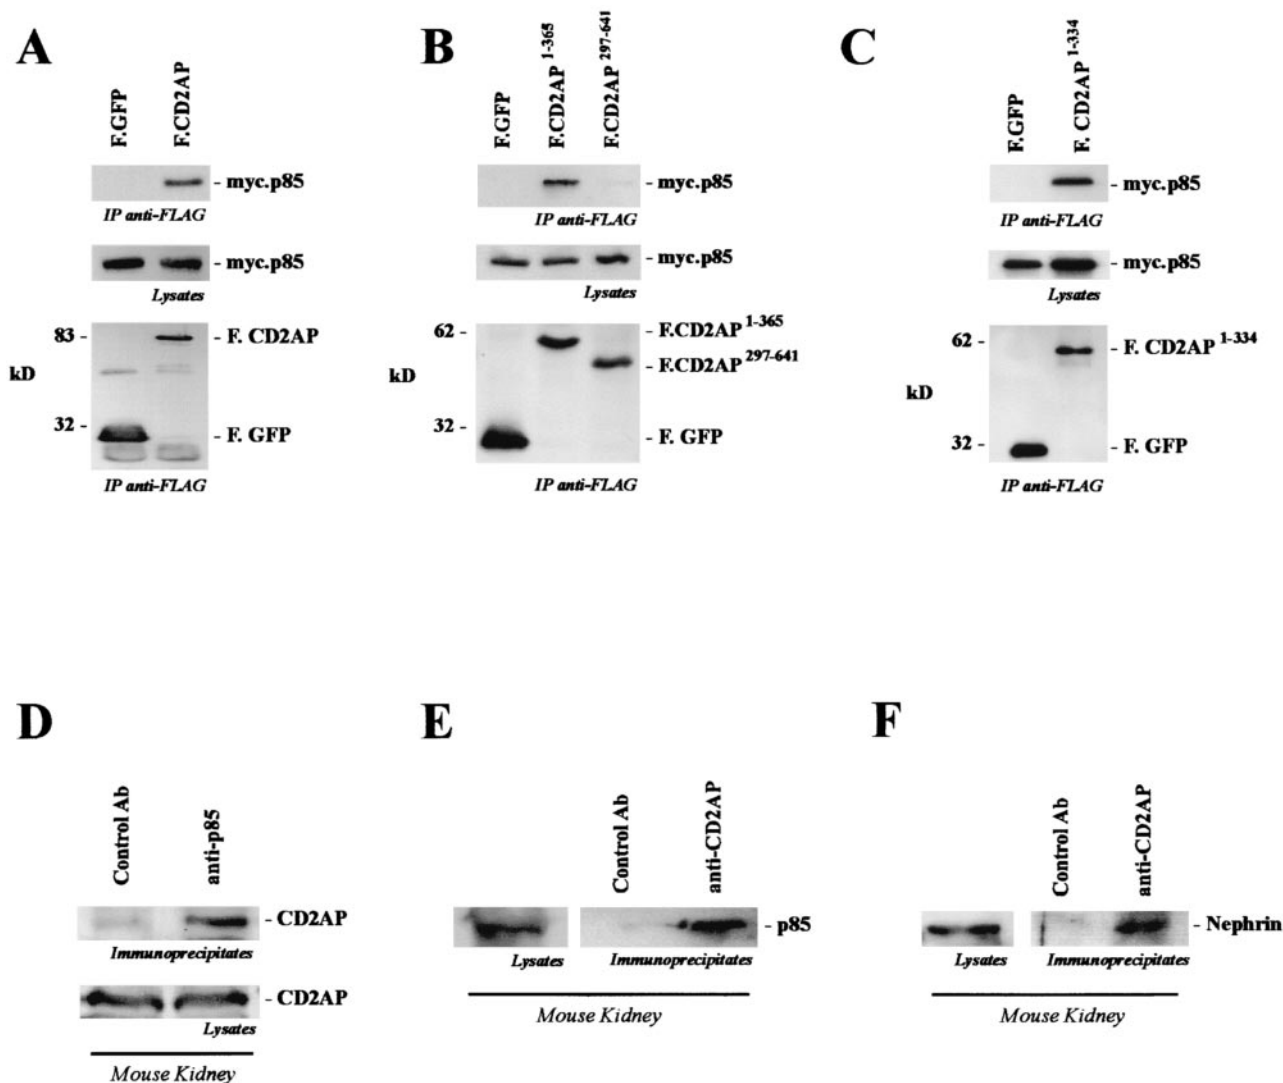 A
F.GFP
F.CD2AP
- myc.p85
IP anti-FLAG
- myc.p85
Lysates
83 -
- F. CD2AP
kD
32 -
- F. GFP
IP anti-FLAG
B
F.GFP
F.CD2AP 1-365
F.CD2AP 297-641
- myc.p85
IP anti-FLAG
- myc.p85
Lysates
62 -
- F.CD2AP 1-365
- F.CD2AP 297-641
kD
32 -
- F. GFP
IP anti-FLAG
C
F.GFP
F. CD2AP 1-334
- myc.p85
IP anti-FLAG
- myc.p85
Lysates
62 -
- F. CD2AP 1-334
kD
32 -
- F. GFP
IP anti-FLAG
D
Control Ab
anti-p85
- CD2AP
Immunoprecipitates
- CD2AP
Lysates
Mouse Kidney
E
Control Ab
anti-CD2AP
- p85
Lysates
Immunoprecipitates
Mouse Kidney
F
Control Ab
anti-CD2AP
- Nephrin
Lysates
Immunoprecipitates
Mouse Kidney